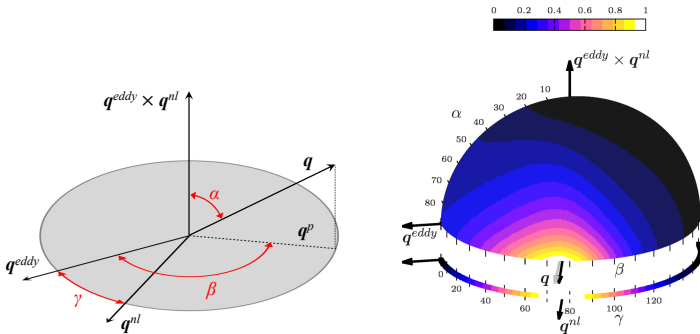 0 0.2 0.4 0.6 0.8 1
q^eddy × q^nl
q^eddy × q^nl
10
20
30
40
50
60
70
80
α
q
α
q^p
q^eddy
β
γ
q^nl
q^eddy
q
β
0
20
40
60
80
100
120
q^nl
γ